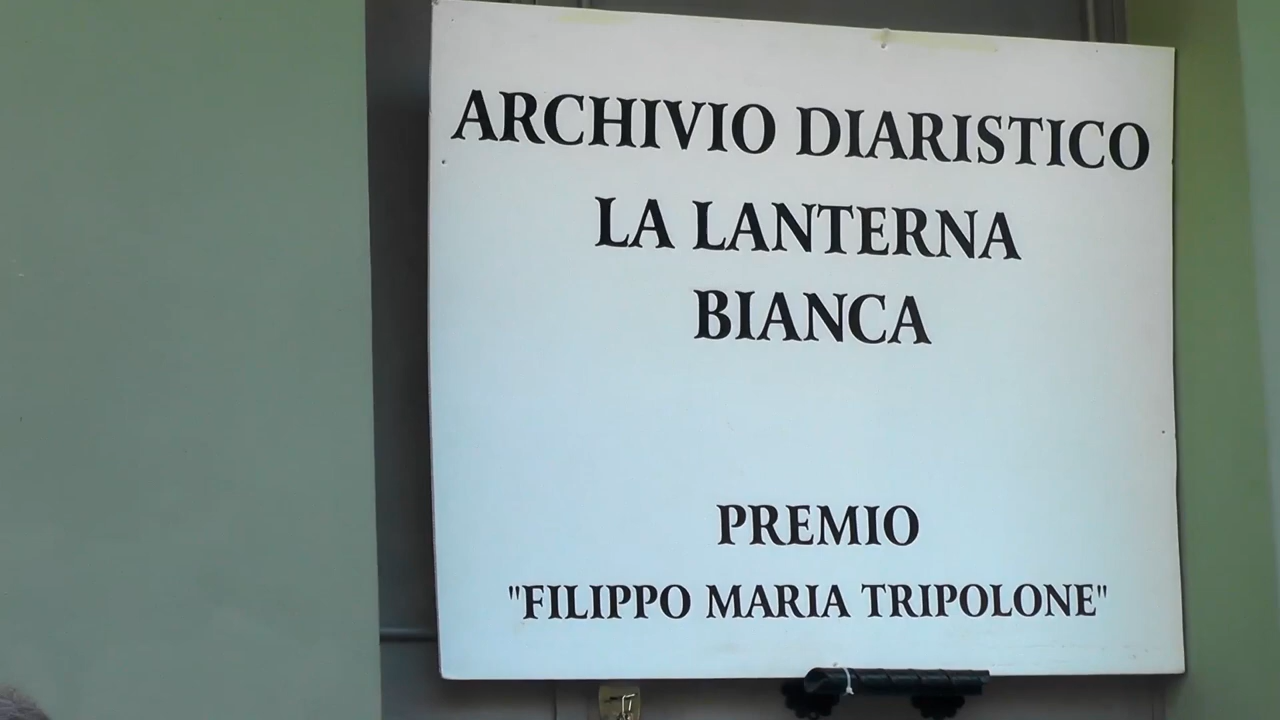 ARCHIVIO DIARISTICO
LA LANTERNA
BIANCA
PREMIO
"FILIPPO MARIA TRIPOLONE"